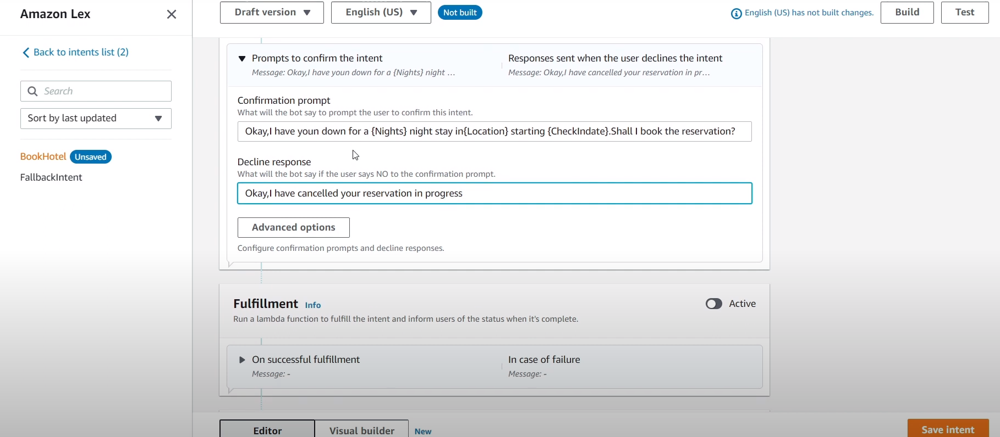 Amazon Lex
Draft version
English (US)
Not built
English (US) has not built changes.
Build
Test
Back to intents list (2)
Search
Sort by last updated
BookHotel Unsaved
FallbackIntent
Prompts to confirm the intent
Message: Okay,I have youn down for a {Nights} night ...
Responses sent when the user declines the intent
Message: Okay,I have cancelled your reservation in pr...
Confirmation prompt
What will the bot say to prompt the user to confirm this intent.
Okay,I have youn down for a {Nights} night stay in{Location} starting {CheckIndate}.Shall I book the reservation?
Decline response
What will the bot say if the user says NO to the confirmation prompt.
Okay,I have cancelled your reservation in progress
Advanced options
Configure confirmation prompts and decline responses.
Fulfillment Info
Active
Run a lambda function to fulfill the intent and inform users of the status when it's complete.
On successful fulfillment
Message: -
In case of failure
Message: -
Editor
Visual builder
New
Save intent